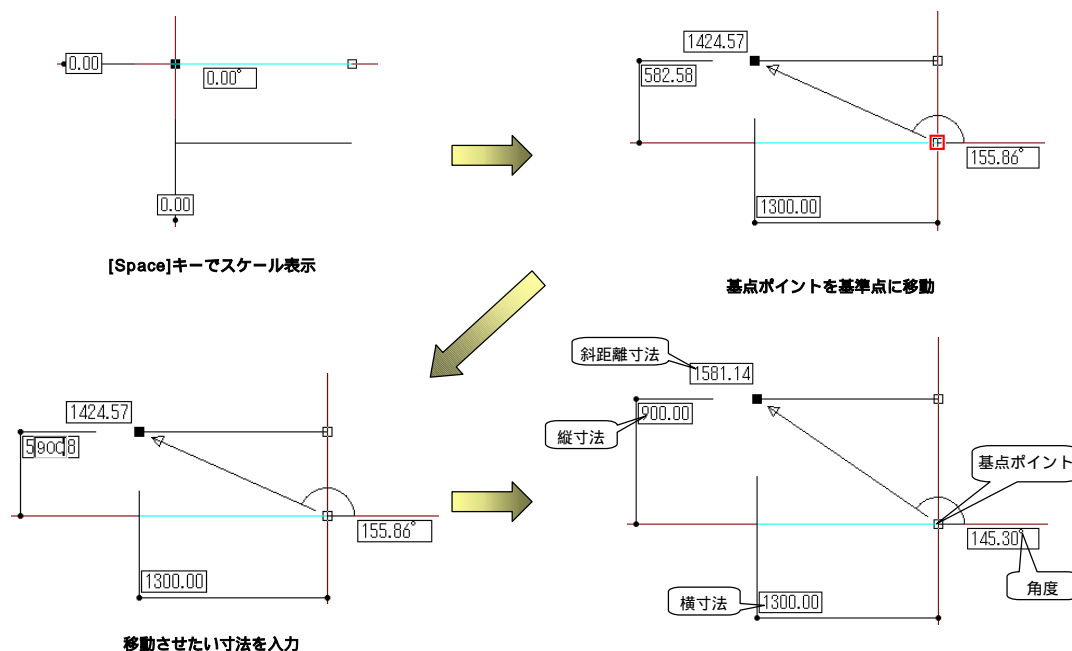 0.00
0.00°
0.00
[Space]キーでスケール表示
1424.57
582.58
155.86°
1300.00
基点ポイントを基準点に移動
1424.57
155.86°
1300.00
移動させたい寸法を入力
斜距離寸法
1581.14
900.00
縦寸法
基点ポイント
145.30°
角度
横寸法
1300.00